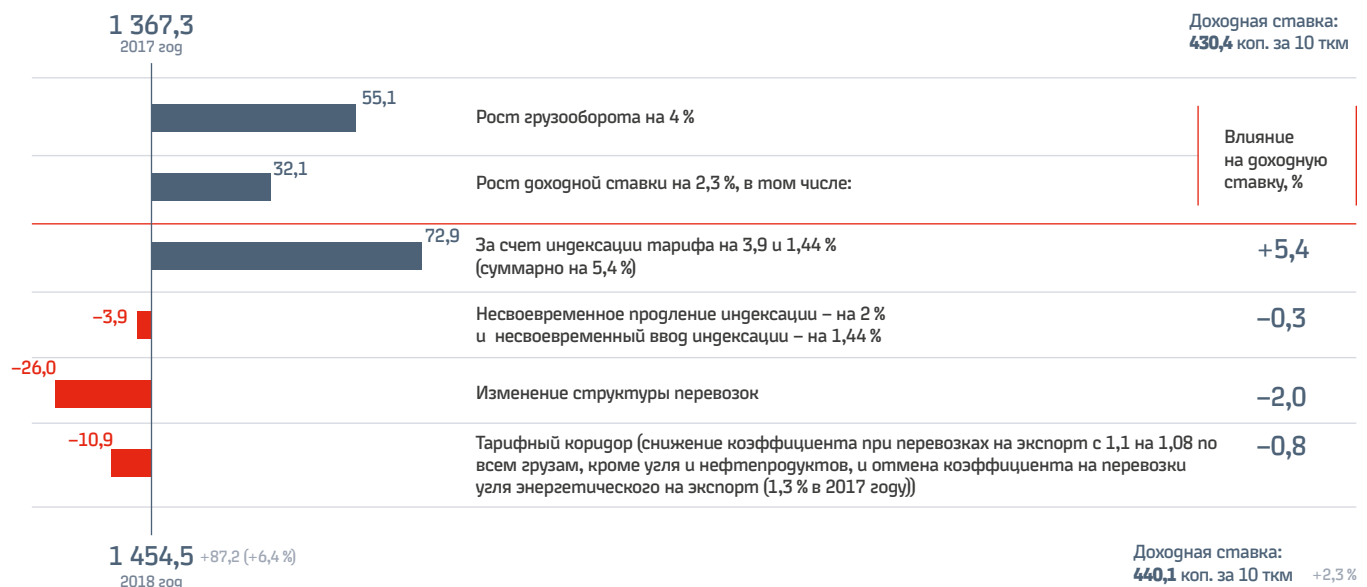 1 367,3
2017 год
Доходная ставка:
430,4 коп. за 10 ткм
55,1
Рост грузооборота на 4 %
Влияние
на доходную
ставку, %
32,1
Рост доходной ставки на 2,3 %, в том числе:
72,9
За счет индексации тарифа на 3,9 и 1,44 %
(суммарно на 5,4 %)
+5,4
–3,9
Несвоевременное продление индексации – на 2 %
и несвоевременный ввод индексации – на 1,44 %
–0,3
–26,0
Изменение структуры перевозок
–2,0
–10,9
Тарифный коридор (снижение коэффициента при перевозках на экспорт с 1,1 на 1,08 по
всем грузам, кроме угля и нефтепродуктов, и отмена коэффициента на перевозки
угля энергетического на экспорт (1,3 % в 2017 году))
–0,8
1 454,5 +87,2 (+6,4 %)
2018 год
Доходная ставка:
440,1 коп. за 10 ткм +2,3 %